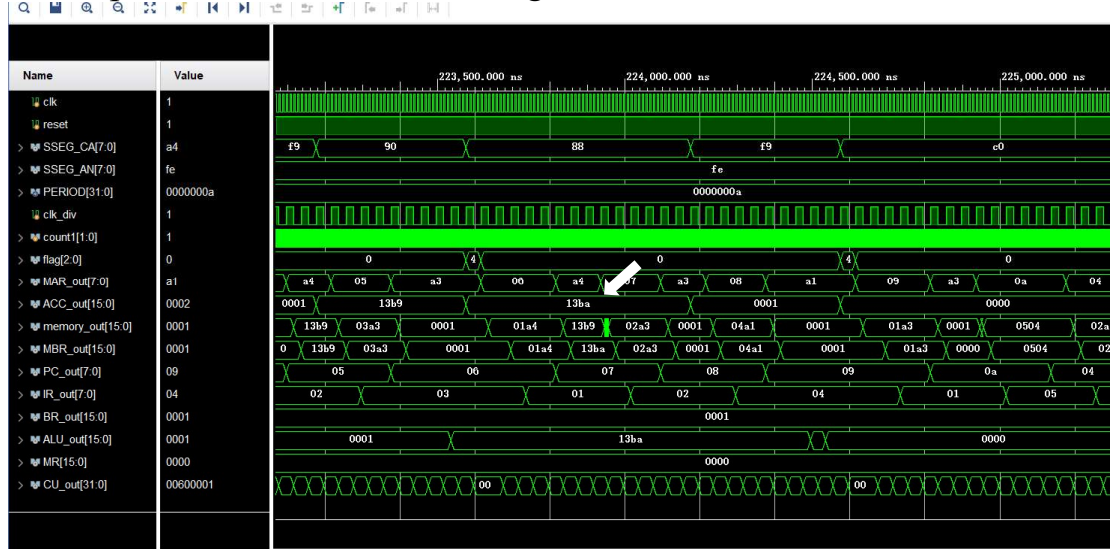 Name Value
223,500.000 ns 224,000.000 ns 224,500.000 ns 225,000.000 ns
clk 1
reset 1
SSEG_CA[7:0] a4 f9 90 88 f9 c0
SSEG_AN[7:0] fe fe
PERIOD[31:0] 0000000a 0000000a
clk_div 1
count1[1:0] 1
flag[2:0] 0 0 4 0 4 0
MAR_out[7:0] a1 a4 05 a3 06 a4 a3 08 a1 09 a3 0a 04
ACC_out[15:0] 0002 0001 13b9 13ba 0001 0000
memory_out[15:0] 0001 13b9 03a3 0001 01a4 13b9 02a3 0001 04a1 0001 01a3 0001 0504 02a
MBR_out[15:0] 0001 0 13b9 03a3 0001 01a4 13ba 02a3 0001 04a1 0001 01a3 0000 0504 02
PC_out[7:0] 09 05 06 07 08 09 0a 04
IR_out[7:0] 04 02 03 01 02 04 01 05
BR_out[15:0] 0001 0001
ALU_out[15:0] 0001 0001 13ba 0000
MR[15:0] 0000 0000
CU_out[31:0] 00600001 00 00